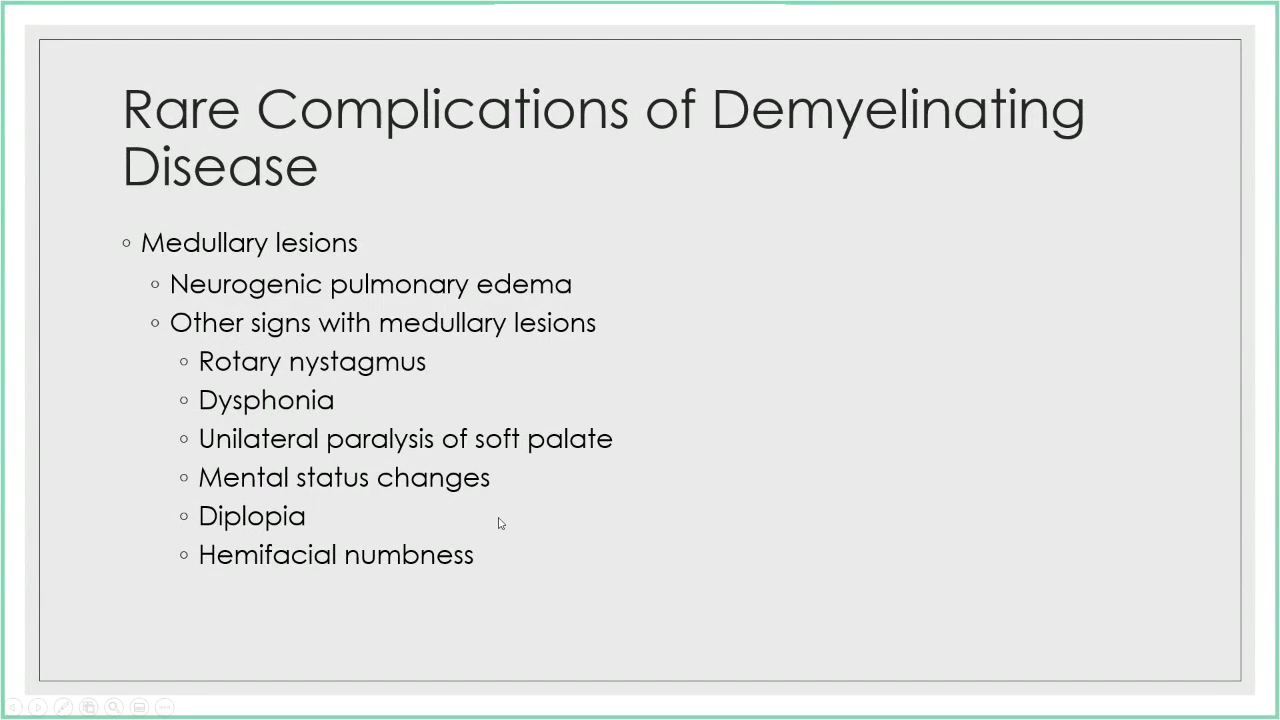 Rare Complications of Demyelinating
Disease
Medullary lesions
Neurogenic pulmonary edema
Other signs with medullary lesions
Rotary nystagmus
Dysphonia
Unilateral paralysis of soft palate
Mental status changes
Diplopia
Hemifacial numbness